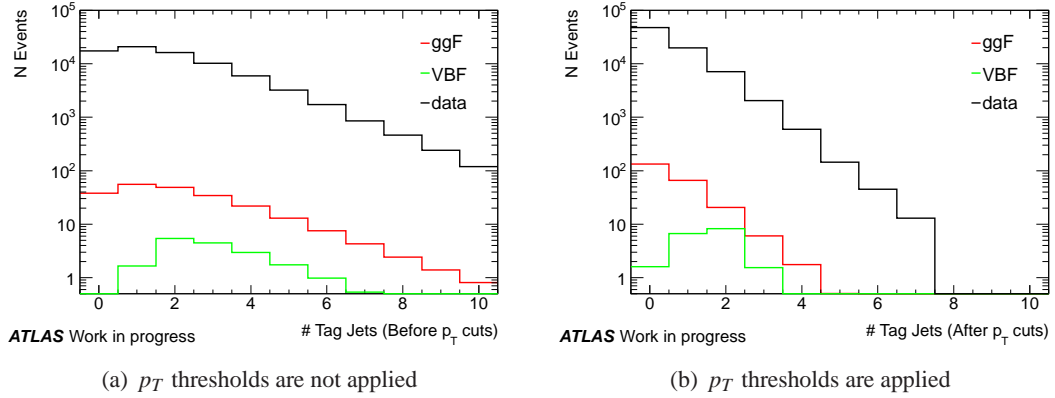 N Events
10^5
10^4
10^3
10^2
10
1
0 2 4 6 8 10
ggF
VBF
data
# Tag Jets (Before p_T cuts)
ATLAS Work in progress
(a) p_T thresholds are not applied
N Events
10^5
10^4
10^3
10^2
10
1
0 2 4 6 8 10
ggF
VBF
data
# Tag Jets (After p_T cuts)
ATLAS Work in progress
(b) p_T thresholds are applied